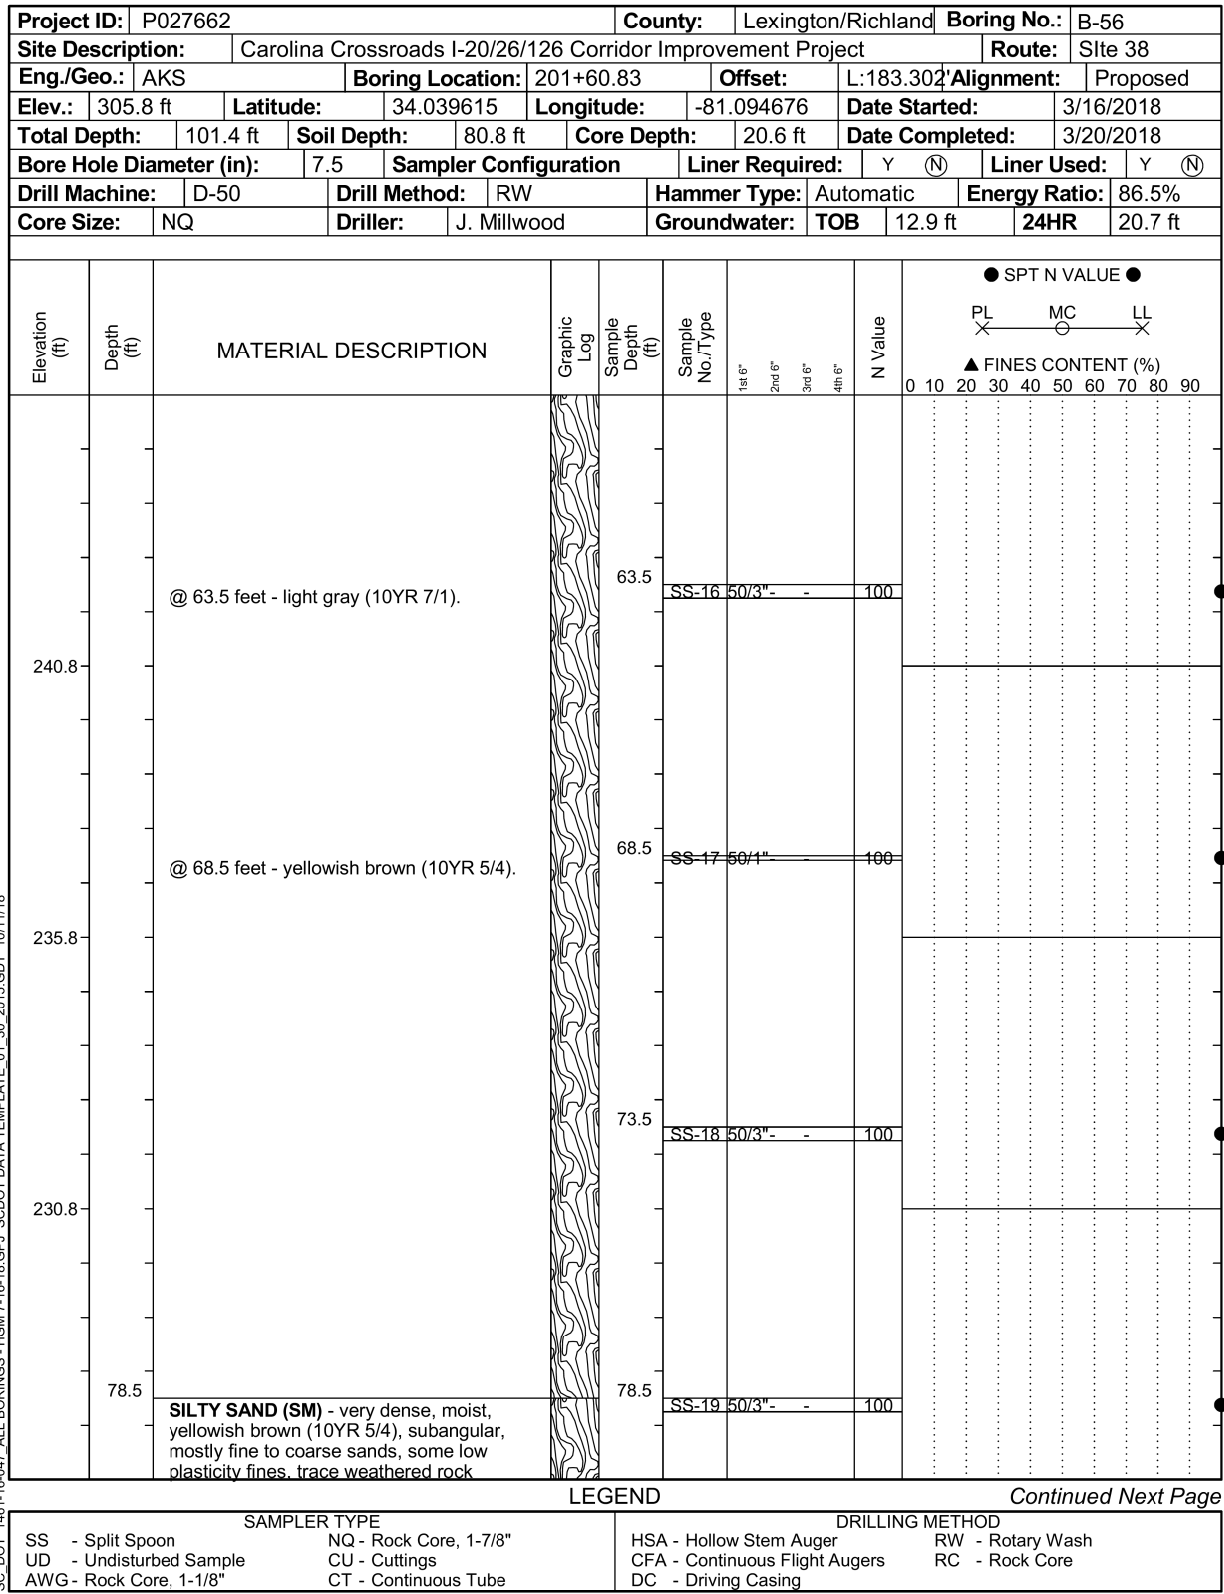 Project ID: P027662 County: Lexington/Richland Boring No.: B-56
Site Description: Carolina Crossroads I-20/26/126 Corridor Improvement Project Route: SIte 38
Eng./Geo.: AKS Boring Location: 201+60.83 Offset: L:183.302' Alignment: Proposed
Elev.: 305.8 ft Latitude: 34.039615 Longitude: -81.094676 Date Started: 3/16/2018
Total Depth: 101.4 ft Soil Depth: 80.8 ft Core Depth: 20.6 ft Date Completed: 3/20/2018
Bore Hole Diameter (in): 7.5 Sampler Configuration Liner Required: Y N Liner Used: Y N
Drill Machine: D-50 Drill Method: RW Hammer Type: Automatic Energy Ratio: 86.5%
Core Size: NQ Driller: J. Millwood Groundwater: TOB 12.9 ft 24HR 20.7 ft
Elevation (ft) Depth (ft) MATERIAL DESCRIPTION Graphic Log Sample Depth (ft) Sample No./Type 1st 6" 2nd 6" 3rd 6" 4th 6" N Value
● SPT N VALUE ●
PL MC LL
▲ FINES CONTENT (%)
0 10 20 30 40 50 60 70 80 90
63.5
@ 63.5 feet - light gray (10YR 7/1). SS-16 50/3"- - 100
240.8
68.5
@ 68.5 feet - yellowish brown (10YR 5/4). SS-17 50/1"- - 100
235.8
73.5
SS-18 50/3"- - 100
230.8
78.5 78.5
SILTY SAND (SM) - very dense, moist, SS-19 50/3"- - 100
yellowish brown (10YR 5/4), subangular,
mostly fine to coarse sands, some low
plasticity fines, trace weathered rock
LEGEND Continued Next Page
SAMPLER TYPE DRILLING METHOD
SS - Split Spoon NQ - Rock Core, 1-7/8" HSA - Hollow Stem Auger RW - Rotary Wash
UD - Undisturbed Sample CU - Cuttings CFA - Continuous Flight Augers RC - Rock Core
AWG - Rock Core, 1-1/8" CT - Continuous Tube DC - Driving Casing